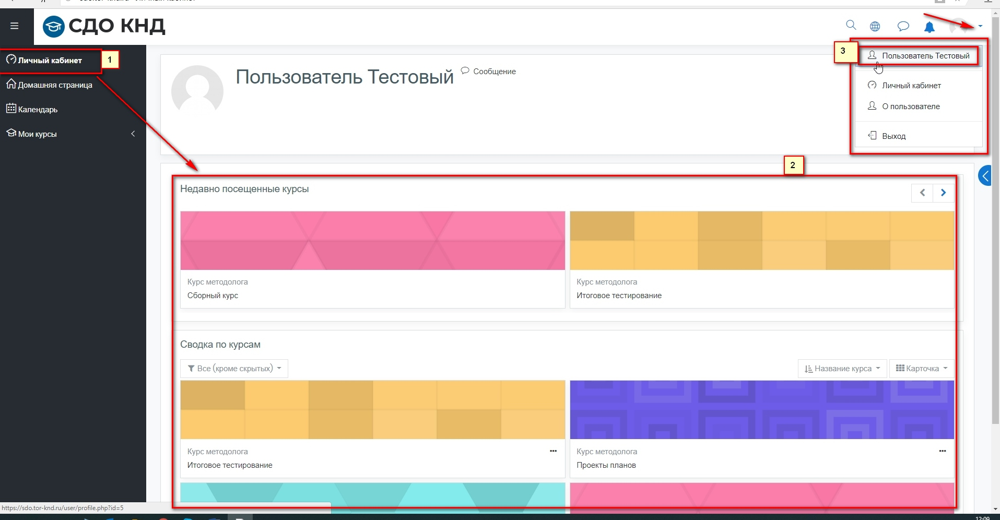 СДО КНД
Личный кабинет
1
Домашняя страница
Календарь
Мои курсы
Пользователь Тестовый
Сообщение
3
Пользователь Тестовый
Личный кабинет
О пользователе
Выход
2
Недавно посещенные курсы
Курс методолога
Сборный курс
Курс методолога
Итоговое тестирование
Сводка по курсам
Все (кроме скрытых)
Название курса
Карточка
Курс методолога
Итоговое тестирование
Курс методолога
Проекты планов
https://sdo.tor-knd.ru/user/profile.php?id=5
12:09